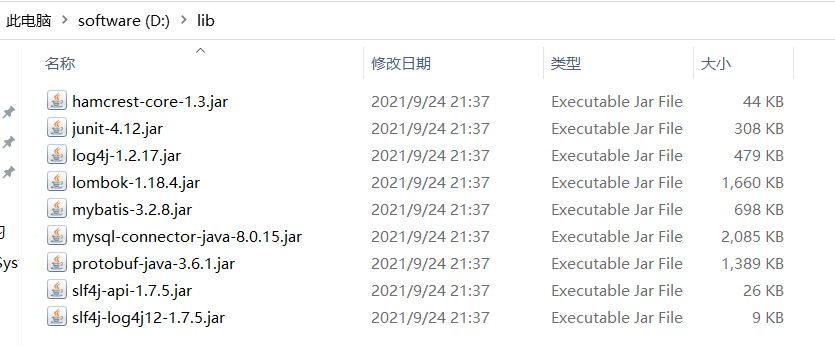 此电脑 > software (D:) > lib
名称 修改日期 类型 大小
hamcrest-core-1.3.jar 2021/9/24 21:37 Executable Jar File 44 KB
junit-4.12.jar 2021/9/24 21:37 Executable Jar File 308 KB
log4j-1.2.17.jar 2021/9/24 21:37 Executable Jar File 479 KB
lombok-1.18.4.jar 2021/9/24 21:37 Executable Jar File 1,660 KB
mybatis-3.2.8.jar 2021/9/24 21:37 Executable Jar File 698 KB
mysql-connector-java-8.0.15.jar 2021/9/24 21:37 Executable Jar File 2,085 KB
protobuf-java-3.6.1.jar 2021/9/24 21:37 Executable Jar File 1,389 KB
Sys
slf4j-api-1.7.5.jar 2021/9/24 21:37 Executable Jar File 26 KB
slf4j-log4j12-1.7.5.jar 2021/9/24 21:37 Executable Jar File 9 KB